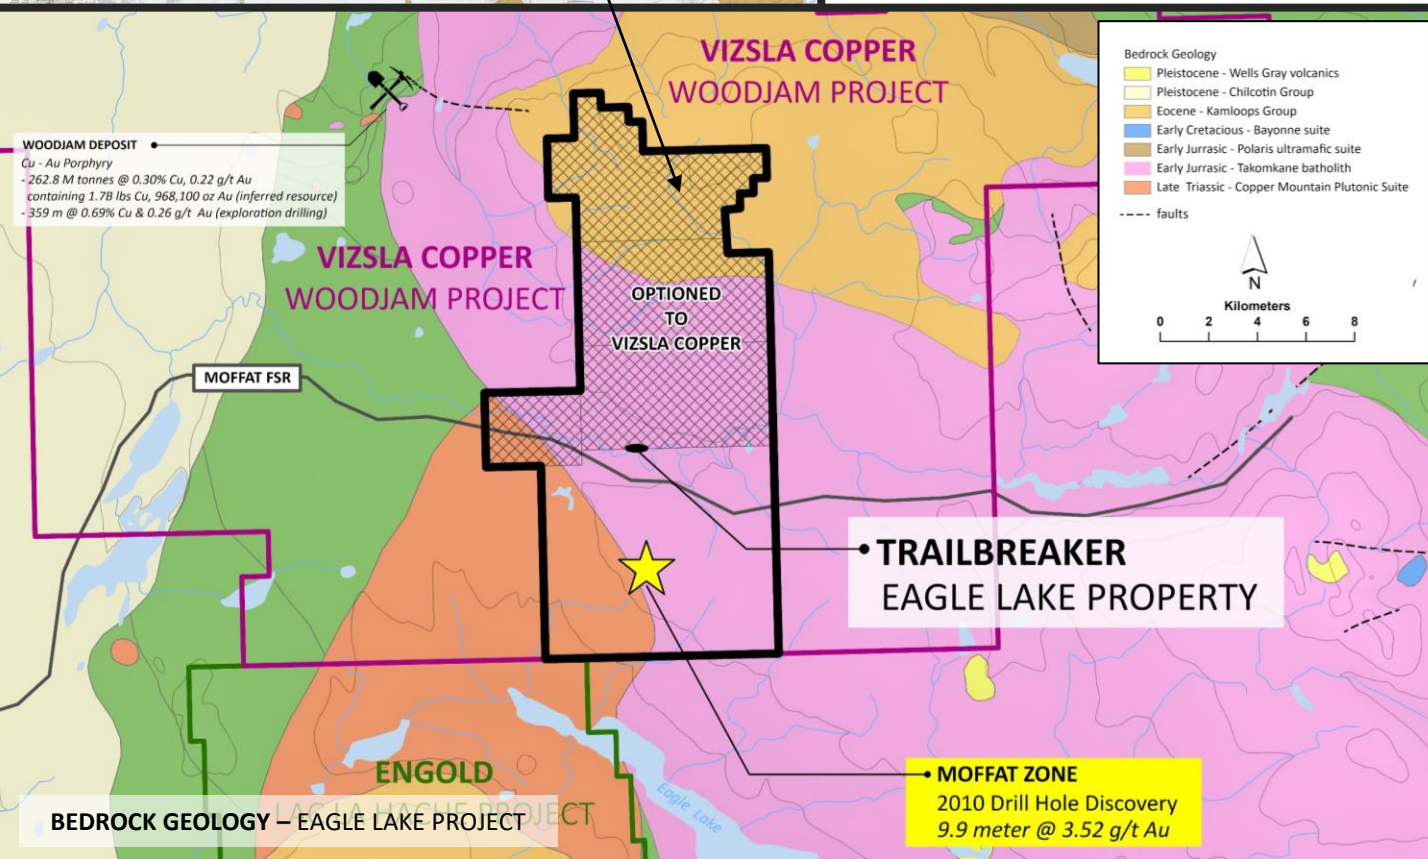 VIZSLA COPPER
WOODJAM PROJECT
Bedrock Geology
Pleistocene - Wells Gray volcanics
Pleistocene - Chilcotin Group
Eocene - Kamloops Group
Early Cretacious - Bayonne suite
Early Jurrasic - Polaris ultramafic suite
Early Jurrasic - Takomkane batholith
Late Triassic - Copper Mountain Plutonic Suite
faults
N
Kilometers
0 2 4 6 8
WOODJAM DEPOSIT
Cu - Au Porphyry
- 262.8 M tonnes @ 0.30% Cu, 0.22 g/t Au
containing 1.7B lbs Cu, 968,100 oz Au (inferred resource)
- 359 m @ 0.69% Cu & 0.26 g/t Au (exploration drilling)
VIZSLA COPPER
WOODJAM PROJECT
OPTIONED
TO
VIZSLA COPPER
MOFFAT FSR
TRAILBREAKER
EAGLE LAKE PROPERTY
MOFFAT ZONE
2010 Drill Hole Discovery
9.9 meter @ 3.52 g/t Au
Eagle Lake
ENGOLD
LAC LA HACHE PROJECT
BEDROCK GEOLOGY – EAGLE LAKE PROJECT